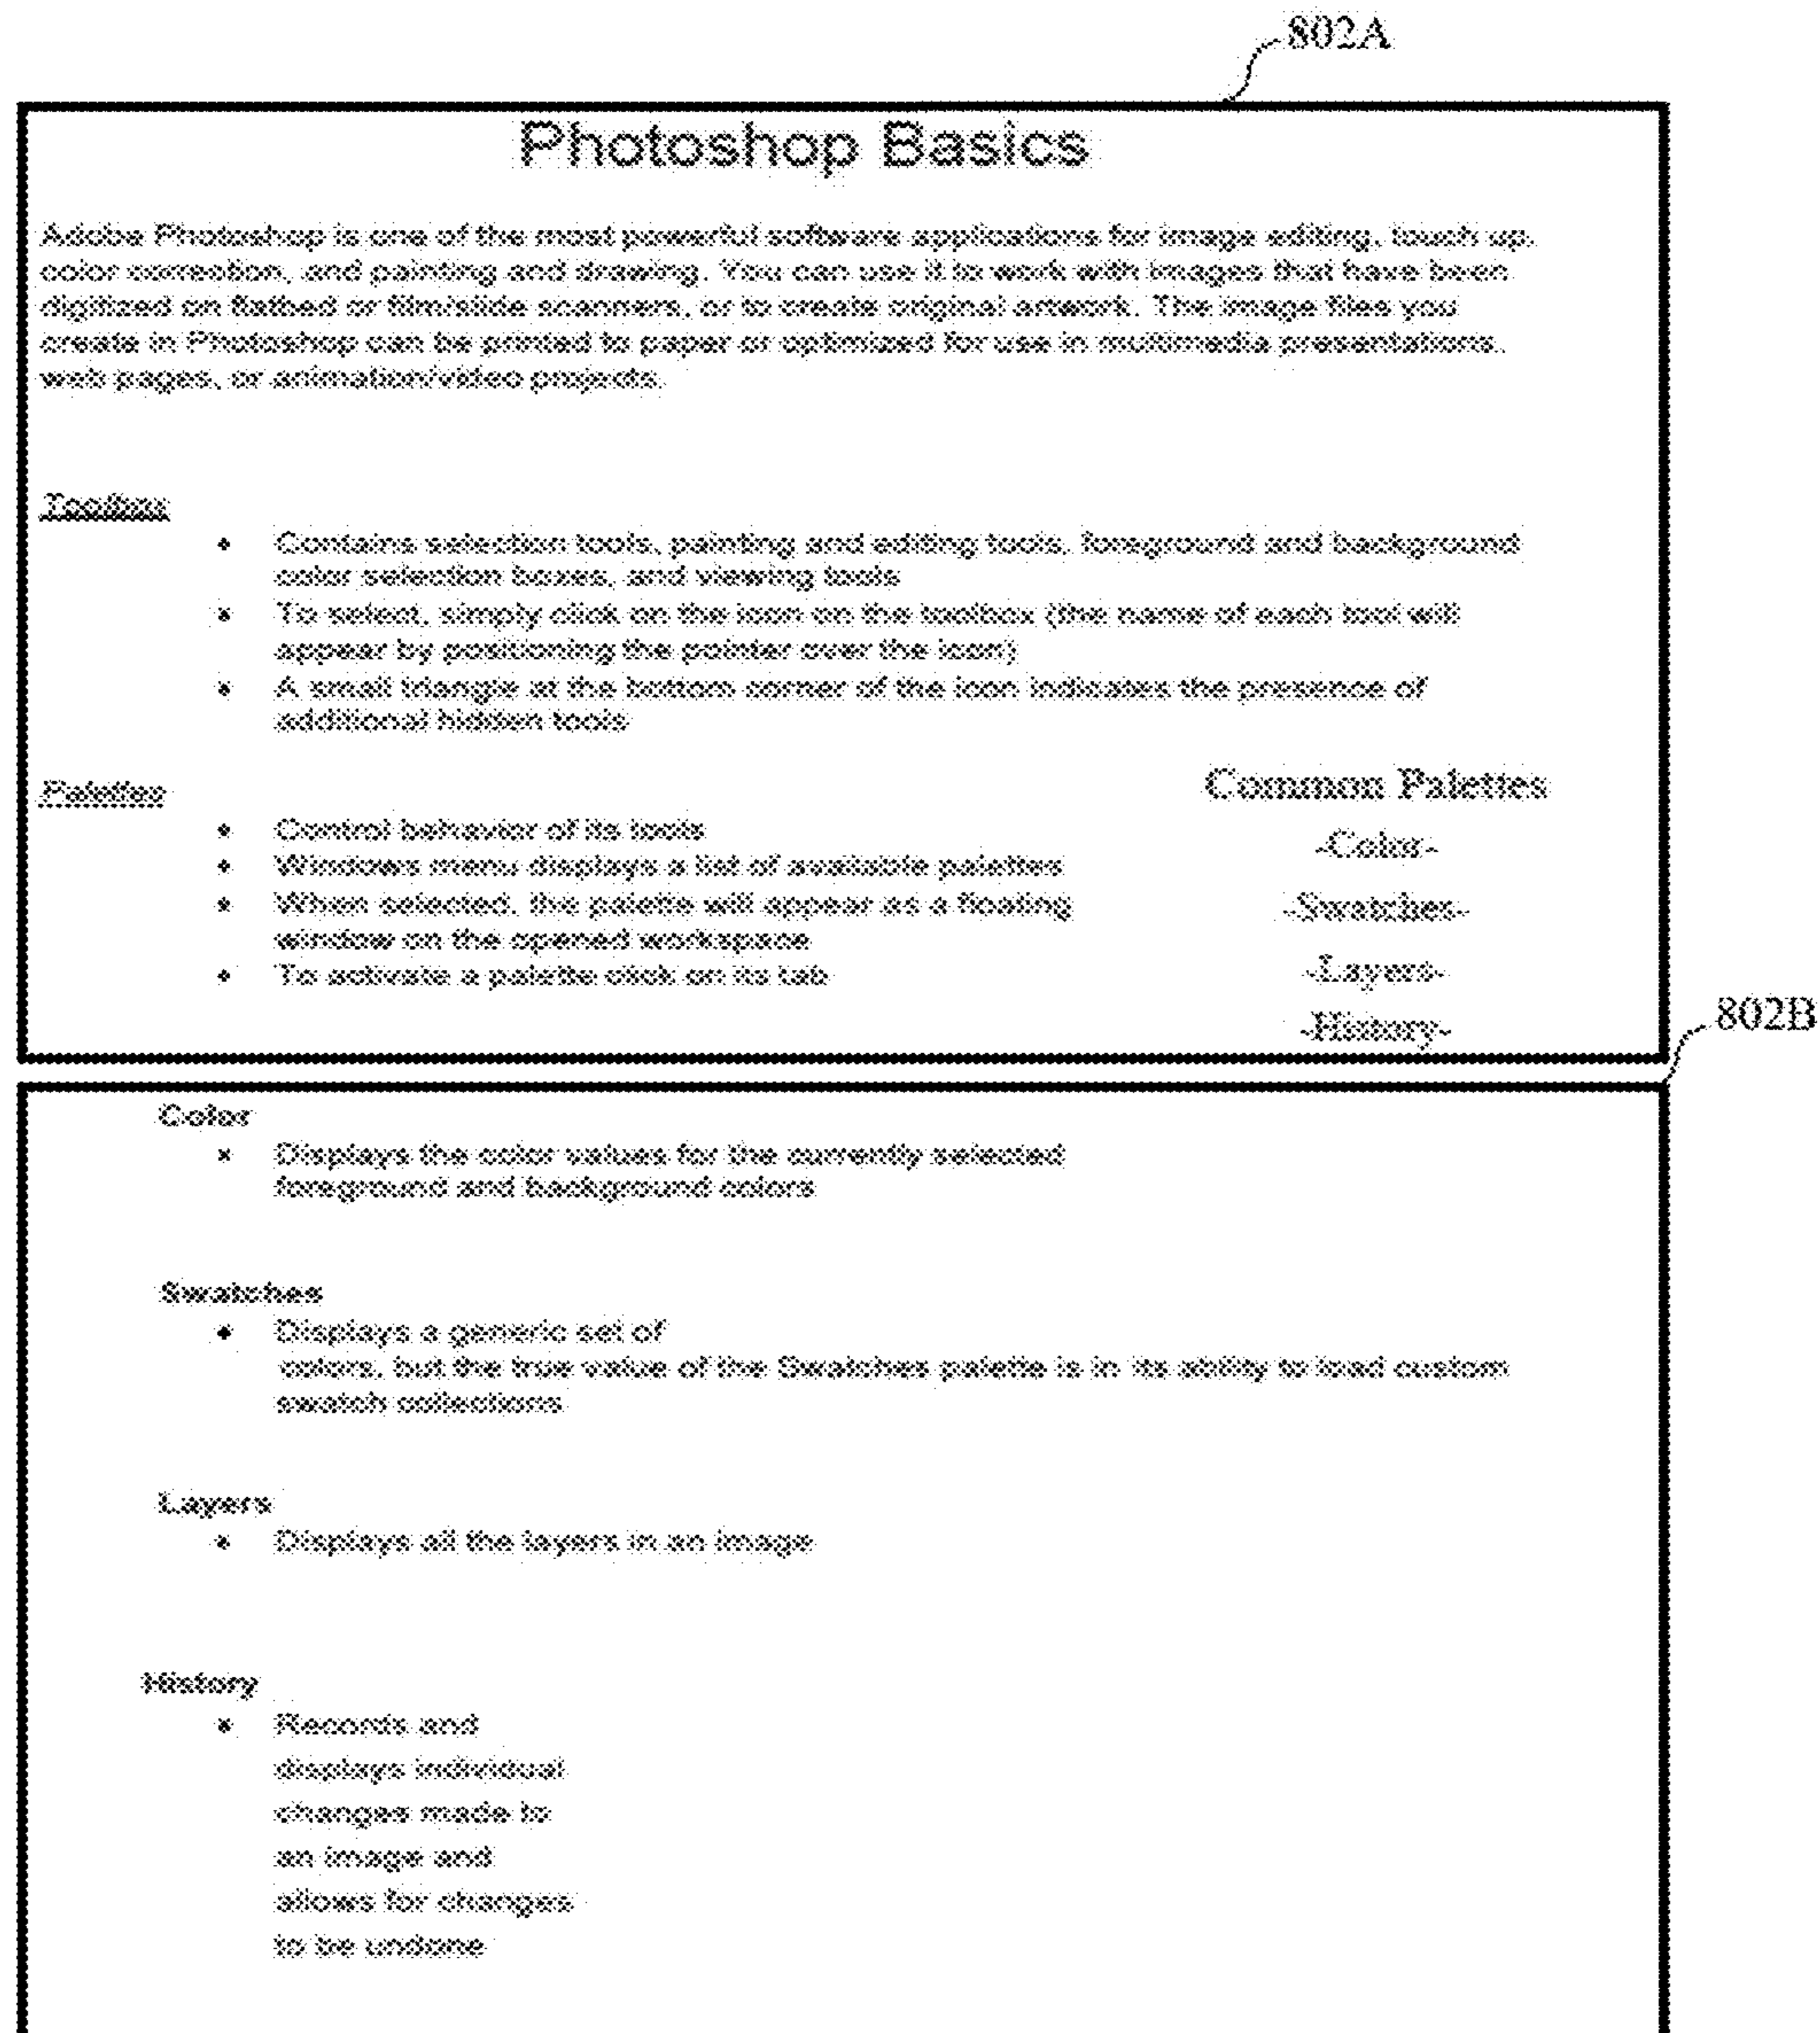 802A
Photoshop Basics
Adobe Photoshop is one of the most powerful software applications for image editing, touch up,
color correction, and painting and drawing. You can use it to work with images that have been
digitized on flatbed or film/slide scanners, or to create original artwork. The image files you
create in Photoshop can be printed to paper or optimized for use in multimedia presentations,
web pages, or animation/video projects.
Toolbox
• Contains selection tools, painting and editing tools, foreground and background
color selection boxes, and viewing tools
• To select, simply click on the icon on the toolbox (the name of each tool will
appear by positioning the pointer over the icon)
• A small triangle at the bottom corner of the icon indicates the presence of
additional hidden tools
Palettes
• Control behavior of its tools
• Windows menu displays a list of available palettes
• When selected, the palette will appear as a floating
window on the opened workspace
• To activate a palette click on its tab
Common Palettes
-Color-
-Swatches-
-Layers-
-History-
802B
Color
• Displays the color values for the currently selected
foreground and background colors
Swatches
• Displays a generic set of
colors, but the true value of the Swatches palette is in its ability to load custom
swatch collections
Layers
• Displays all the layers in an image
History
• Records and
displays individual
changes made to
an image and
allows for changes
to be undone